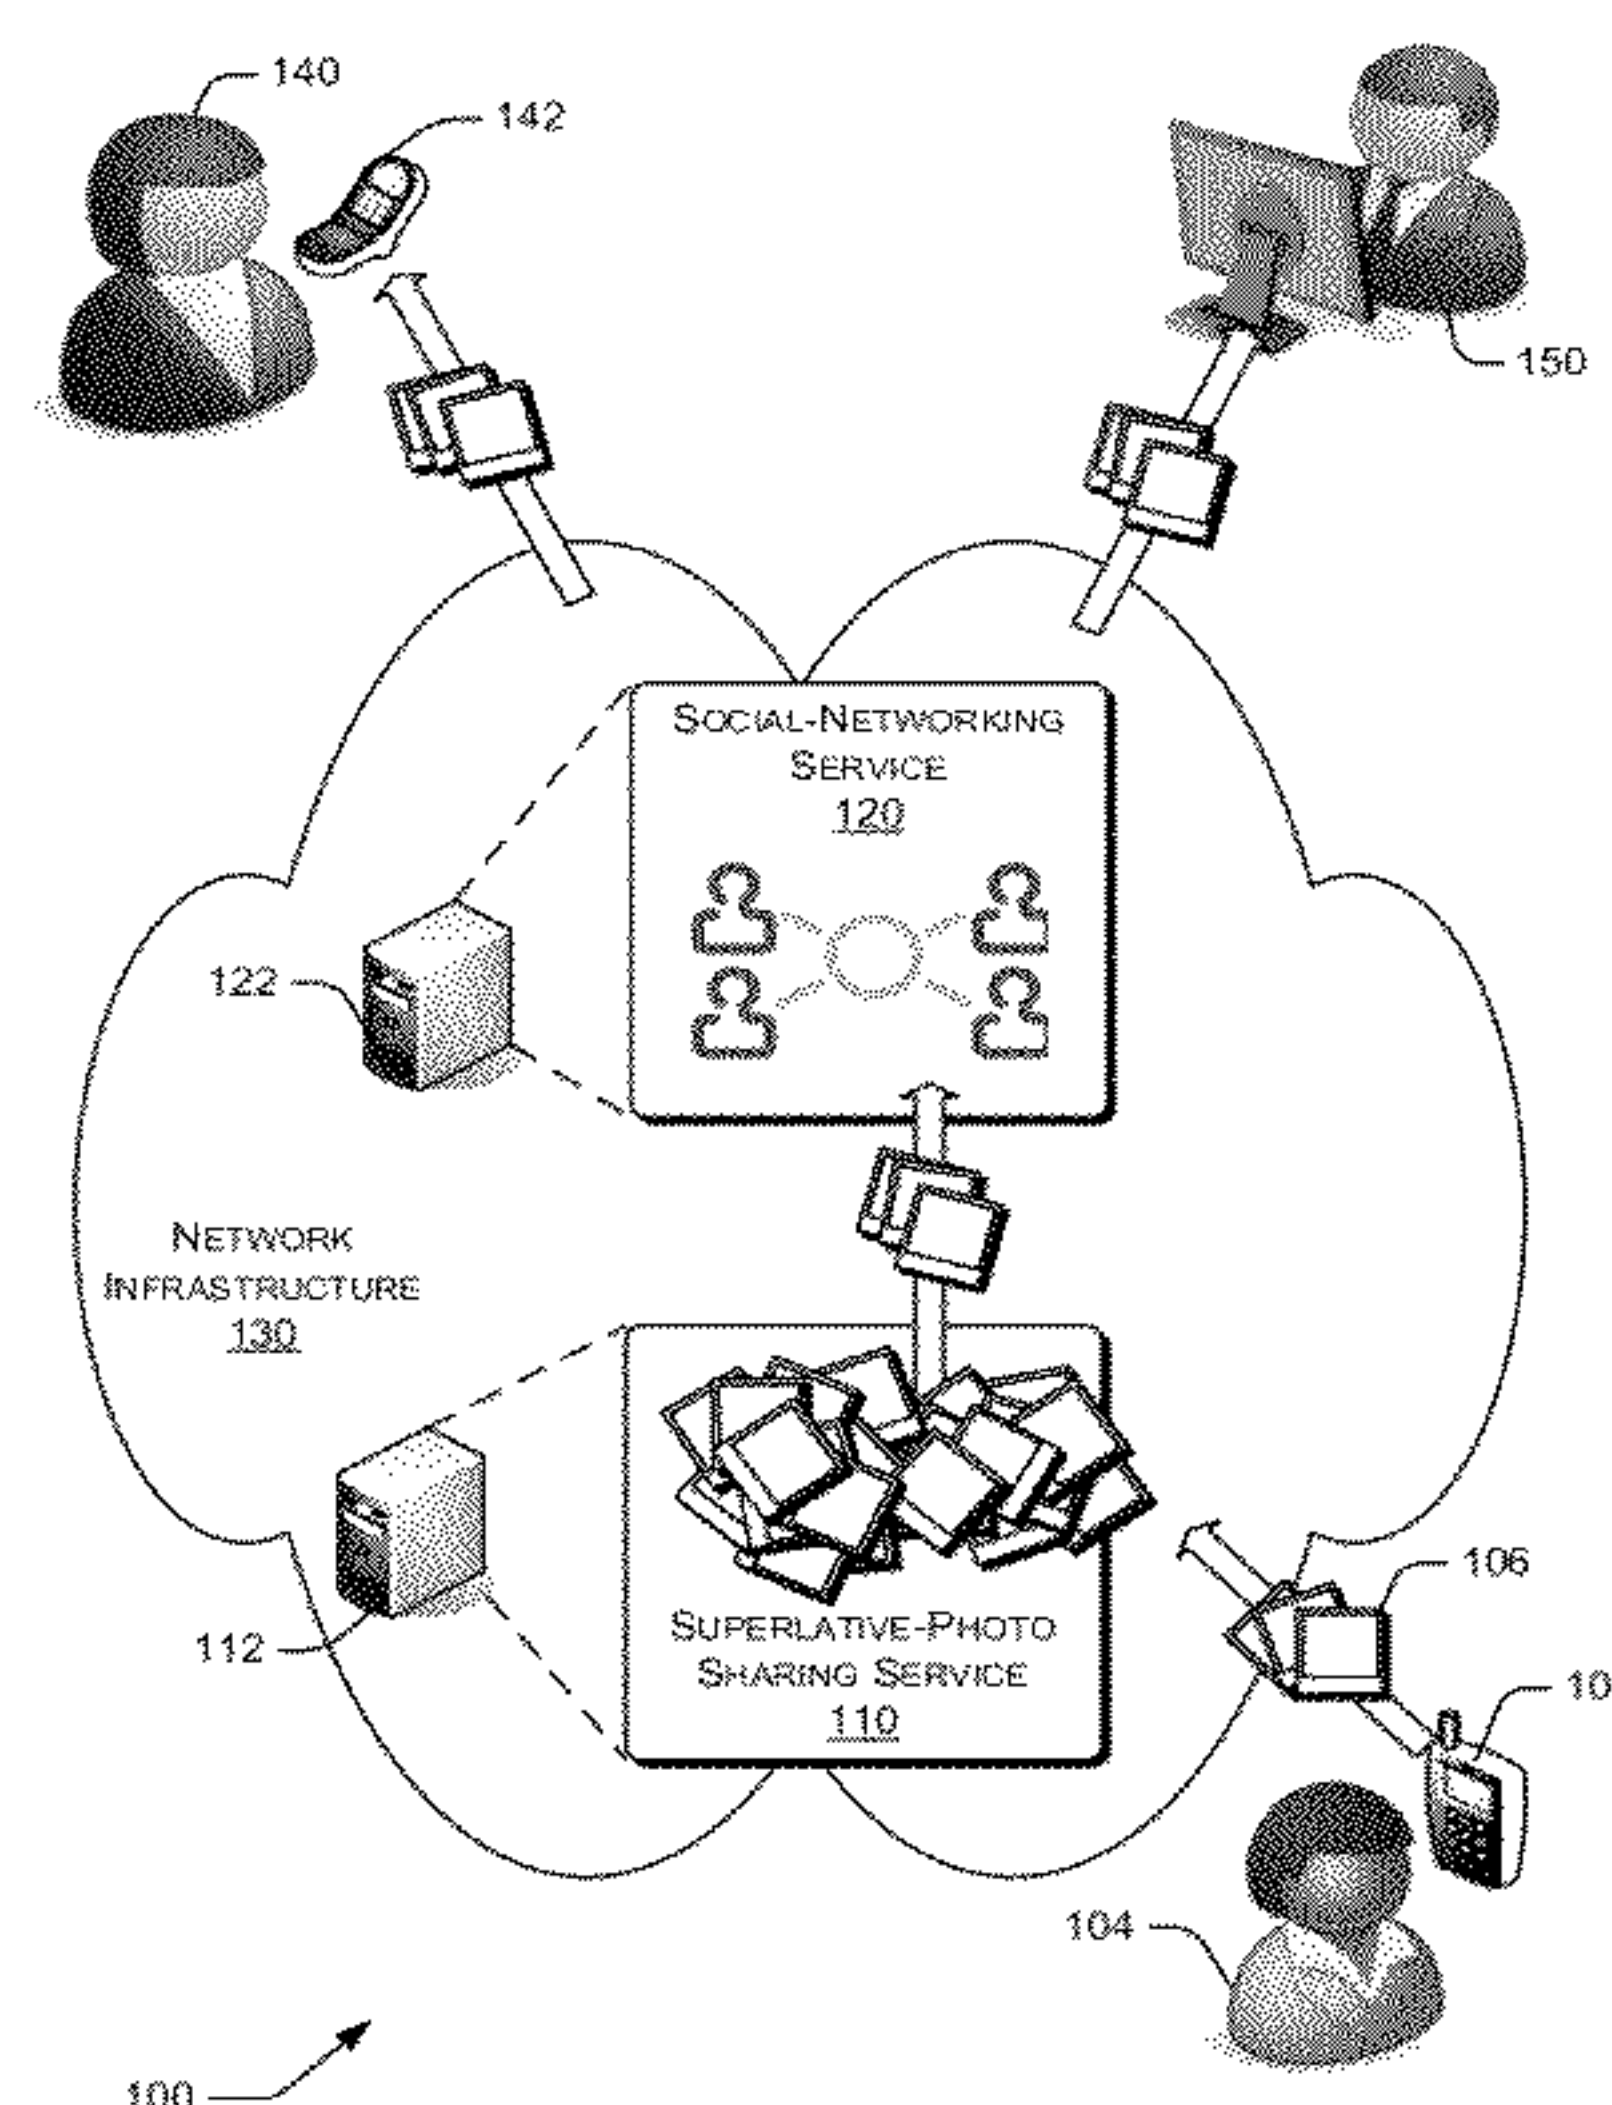 140
142
150
SOCIAL-NETWORKING
SERVICE
120
122
NETWORK
INFRASTRUCTURE
130
106
112
SUPERLATIVE-PHOTO
SHARING SERVICE
110
10
104
100